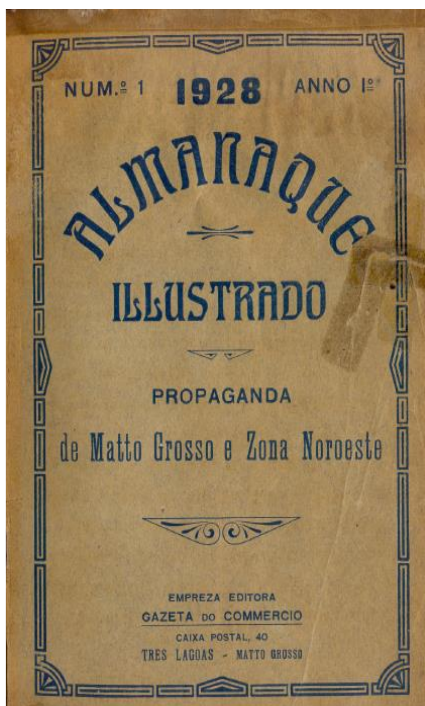 NUM.º 1 1928 ANNO Iº
ALMANAQUE
ILLUSTRADO
PROPAGANDA
de Matto Grosso e Zona Noroeste
EMPREZA EDITORA
GAZETA DO COMMERCIO
CAIXA POSTAL, 40
TRES LAGOAS - MATTO GROSSO